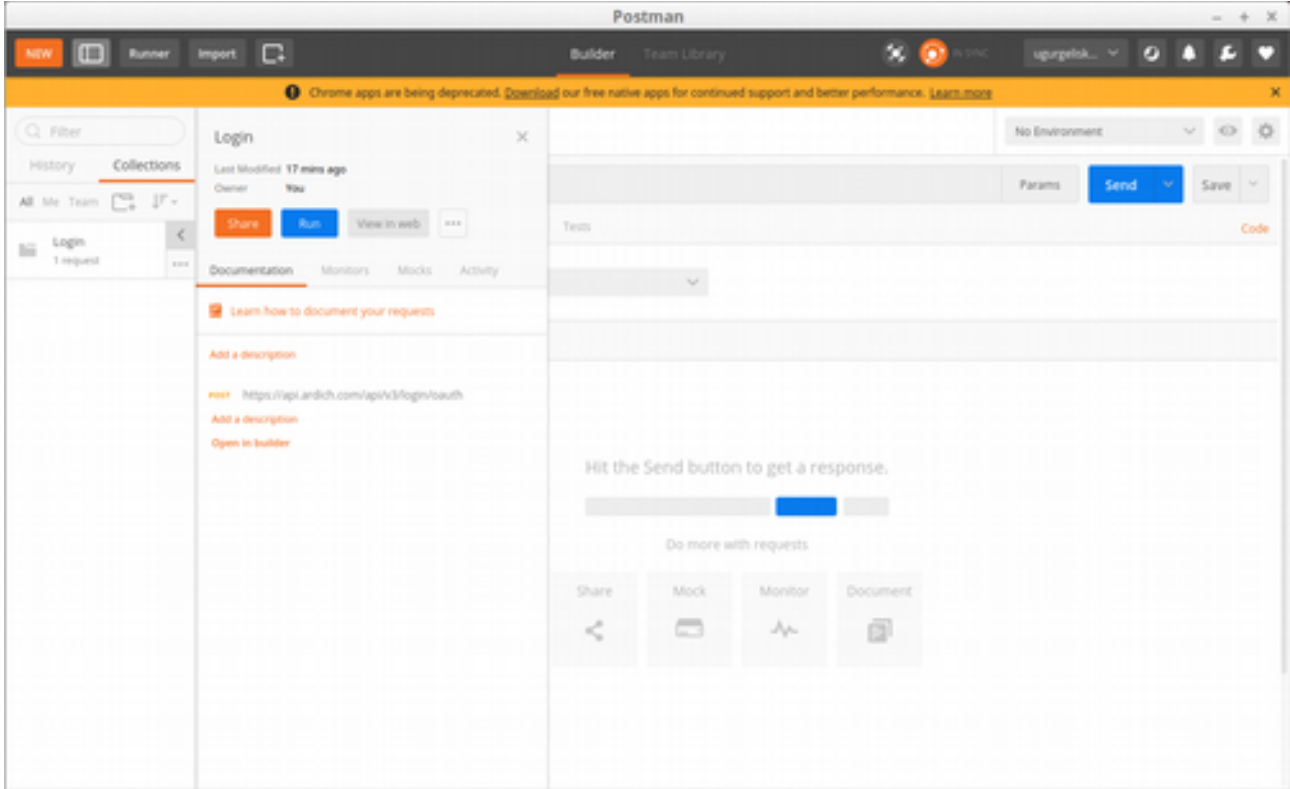 Postman
NEW Runner Import Builder Team Library IN SYNC ugurgelisk...
Chrome apps are being deprecated. Download our free native apps for continued support and better performance. Learn more
Filter
History Collections
All Me Team
Login
1 request
Login
Last Modified 17 mins ago
Owner You
Share Run View in web
Documentation Monitors Mocks Activity
Learn how to document your requests
Add a description
POST https://api.ardich.com/api/v3/login/oauth
Add a description
Open in builder
No Environment
Params Send Save
Tests Code
Hit the Send button to get a response.
Do more with requests
Share Mock Monitor Document